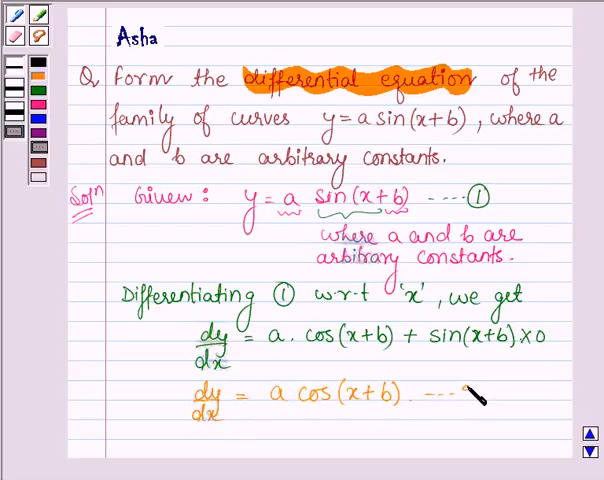 Asha
Q Form the differential equation of the
family of curves y = a sin(x+b), where a
and b are arbitrary constants.
Solⁿ Given: y = a sin(x+b) ----- ①
where a and b are
arbitrary constants.
Differentiating ① w.r.t 'x', we get
dy/dx = a. cos(x+b) + sin(x+b)×0
dy/dx = a cos(x+b). ----